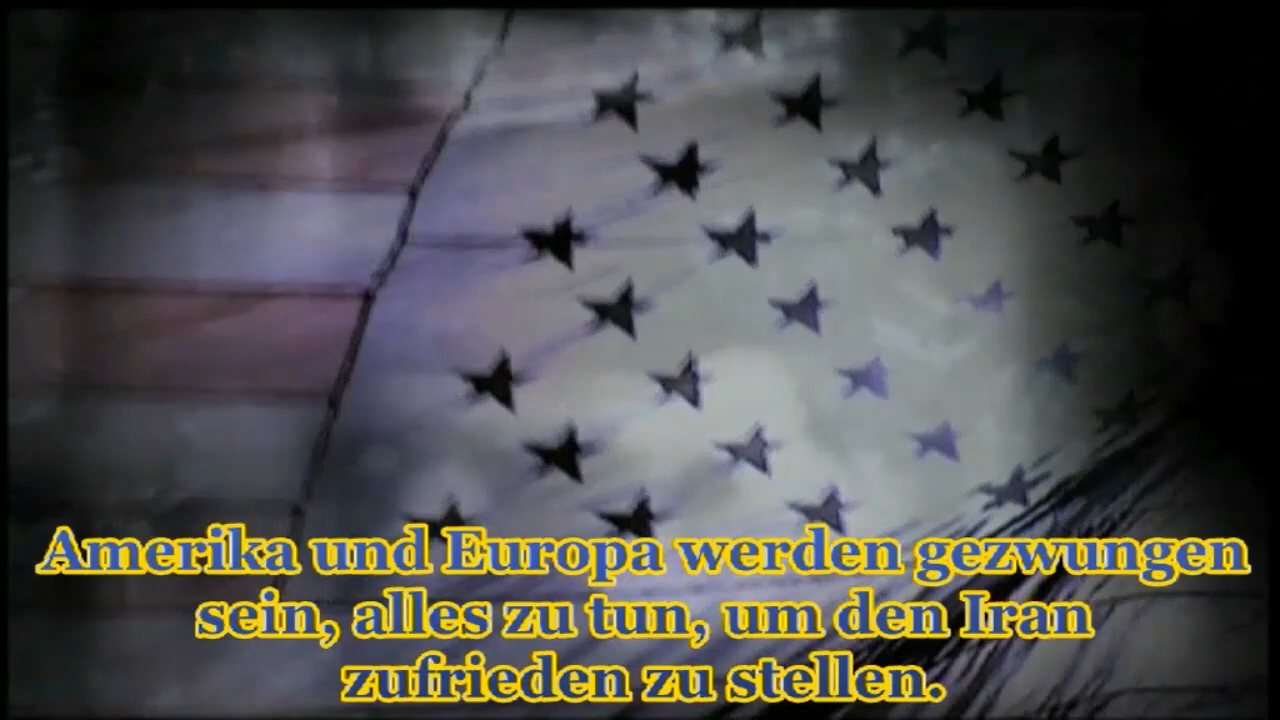 Amerika und Europa werden gezwungen
sein, alles zu tun, um den Iran
zufrieden zu stellen.